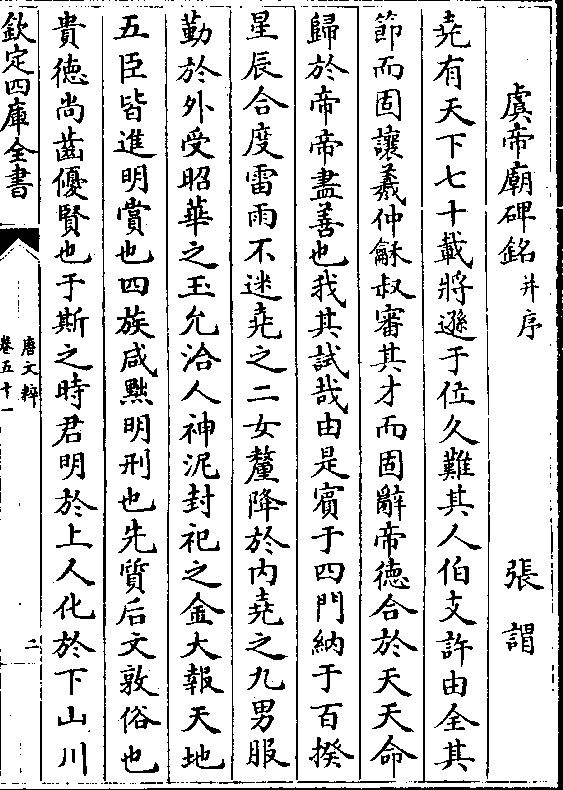 虞帝廟碑銘并序 張謂
堯有天下七十載將遜于位久難其人伯支許由全其
節而固讓羲仲龢叔審其才而固辭帝德合於天天命
歸於帝帝盡善也我其試哉由是賓于四門納于百揆
星辰合度雷雨不迷堯之二女釐降於內堯之九男服
勤於外受昭華之玉允洽人神泥封祀之金大報天地
五臣皆進明賞也四族咸黜明刑也先質后文敦俗也
貴德尚齒優賢也于斯之時君明於上人化於下山川
欽定四庫全書
唐文粹
卷五十一
二